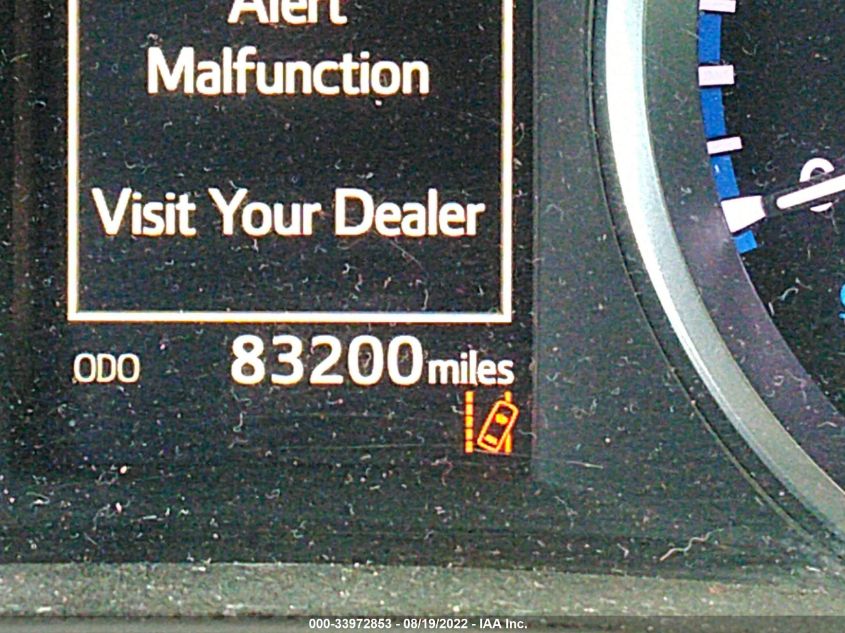 Alert
Malfunction
Visit Your Dealer
ODO 83200 miles
000-33972853 - 08/19/2022 - IAA Inc.